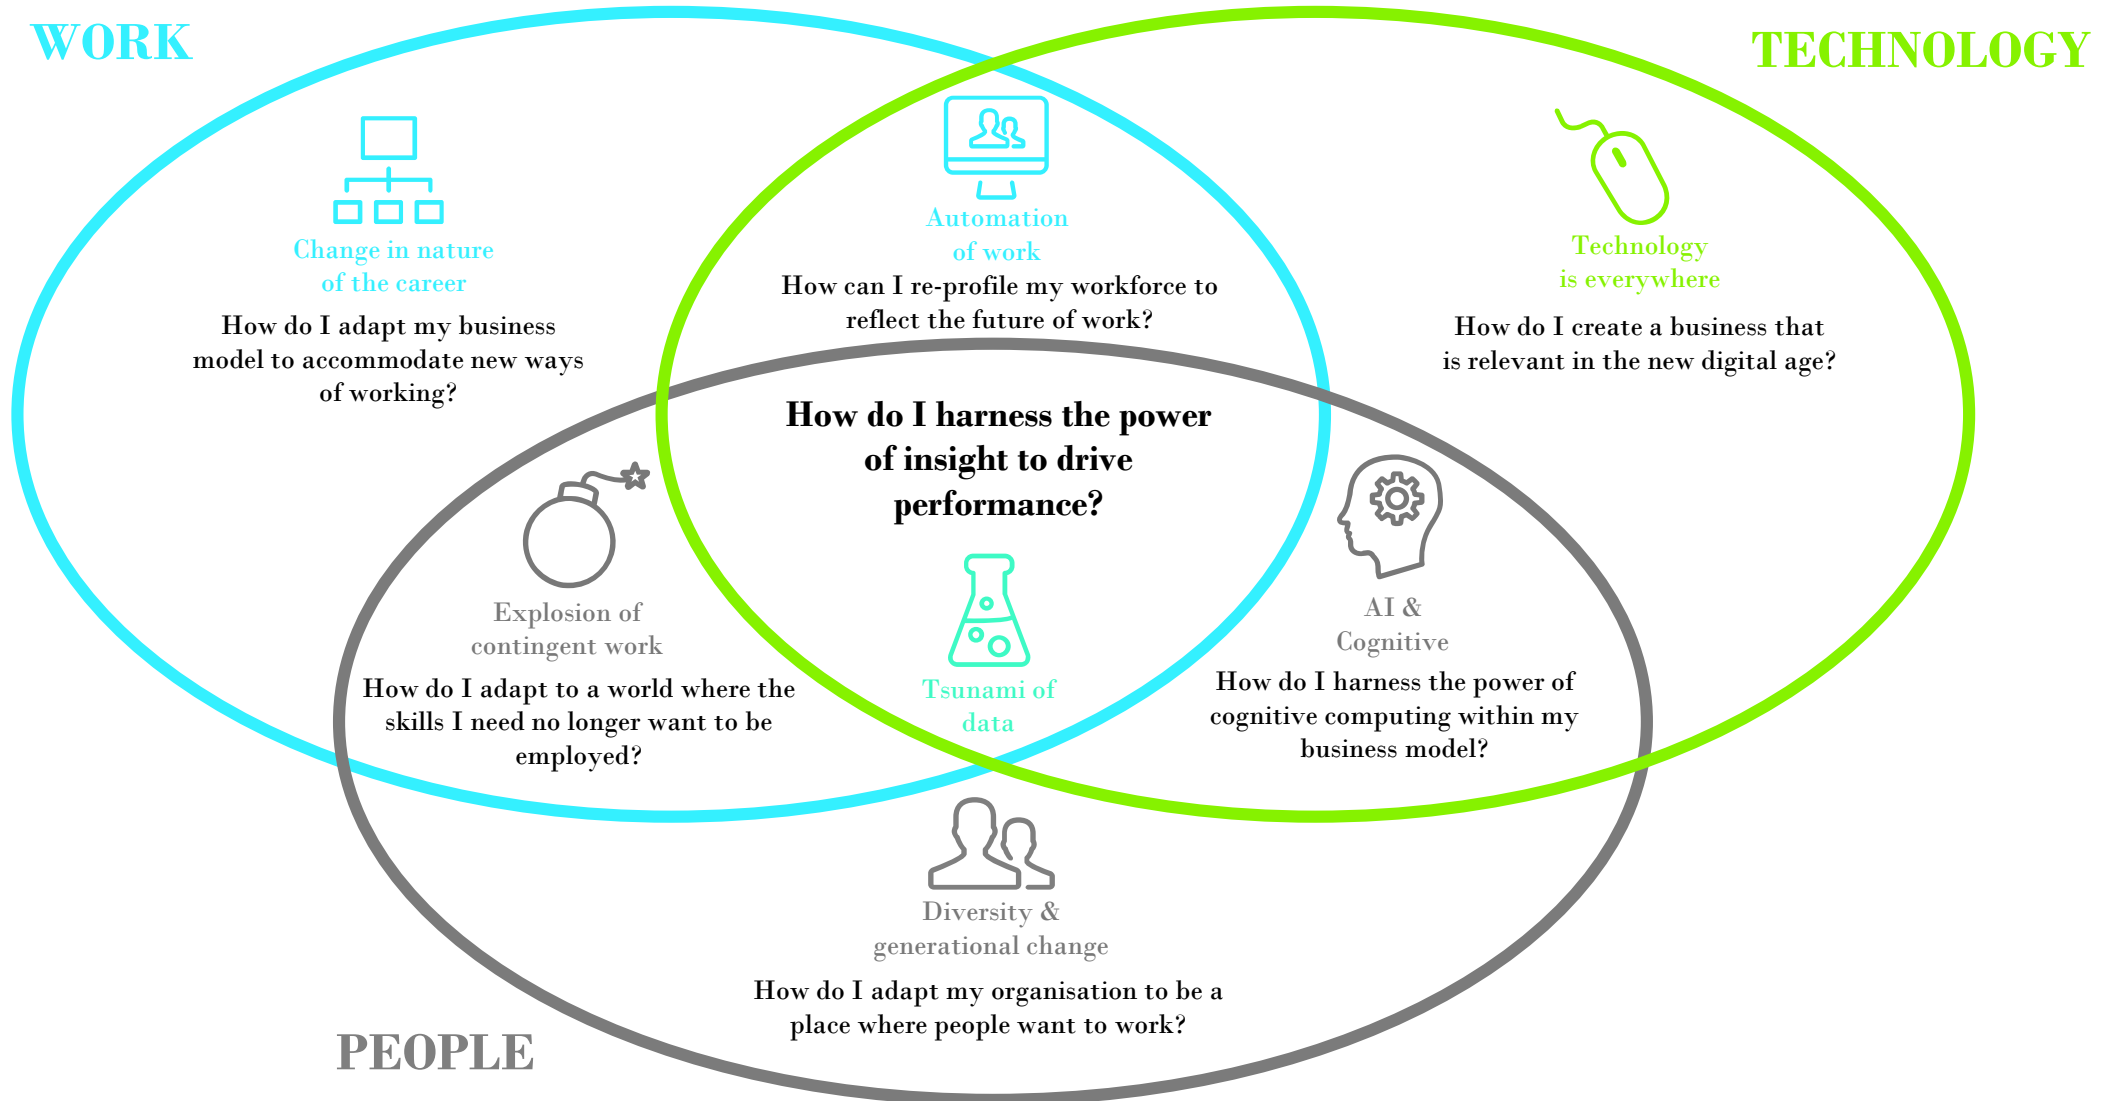 WORK
TECHNOLOGY
Change in nature
of the career
How do I adapt my business
model to accommodate new ways
of working?
Automation
of work
How can I re-profile my workforce to
reflect the future of work?
Technology
is everywhere
How do I create a business that
is relevant in the new digital age?
How do I harness the power
of insight to drive
performance?
Tsunami of
data
Explosion of
contingent work
How do I adapt to a world where the
skills I need no longer want to be
employed?
AI &
Cognitive
How do I harness the power of
cognitive computing within my
business model?
Diversity &
generational change
How do I adapt my organisation to be a
place where people want to work?
PEOPLE